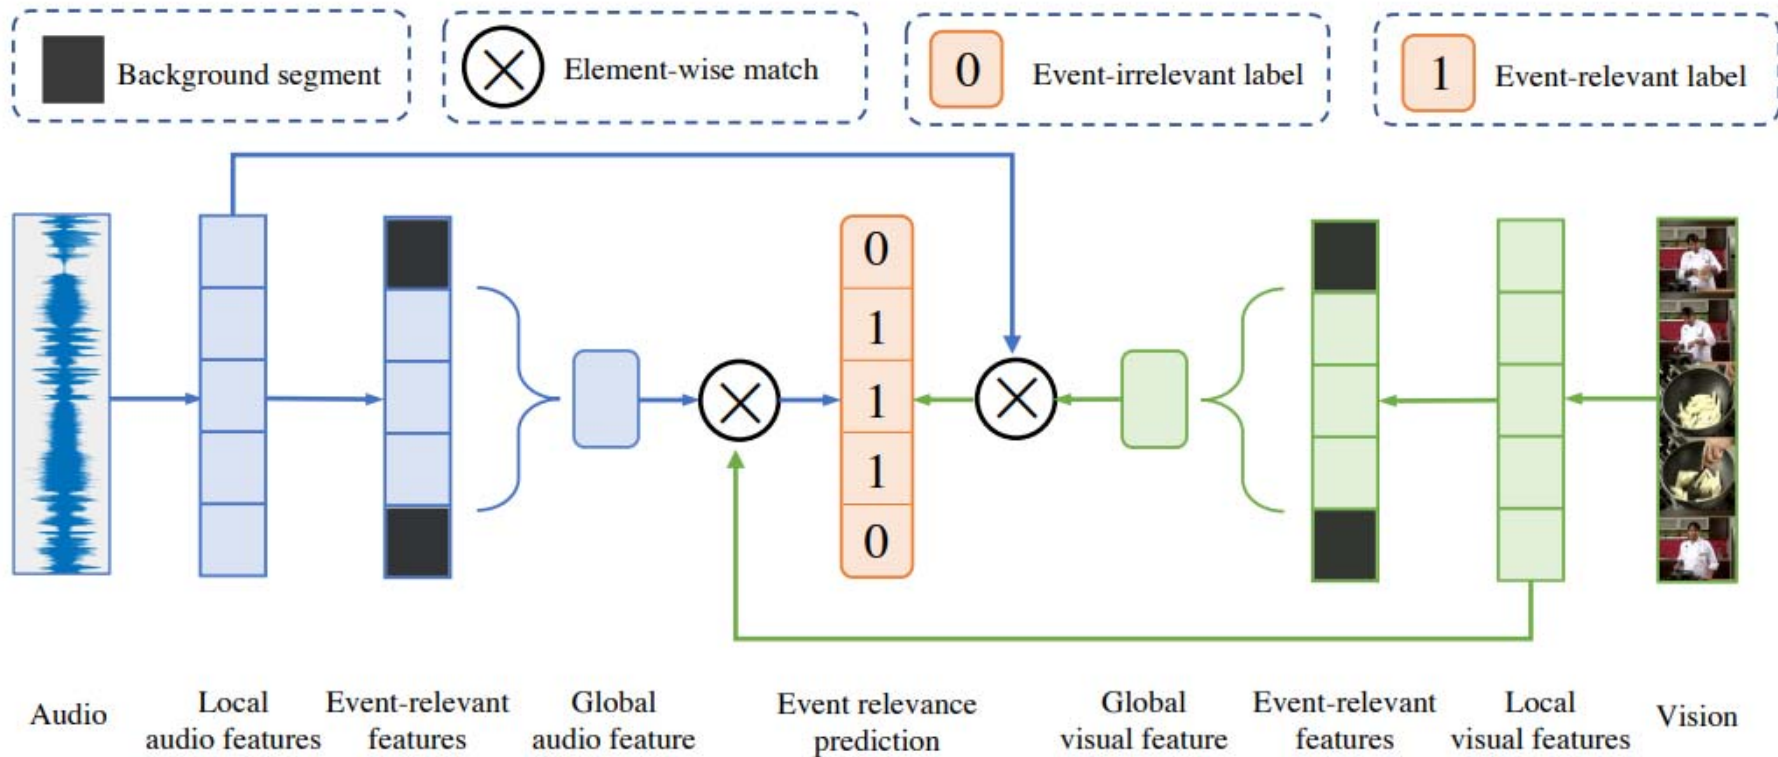 Background segment
Element-wise match
0
Event-irrelevant label
1
Event-relevant label
0
1
1
1
0
Audio
Local
audio features
Event-relevant
features
Global
audio feature
Event relevance
prediction
Global
visual feature
Event-relevant
features
Local
visual features
Vision